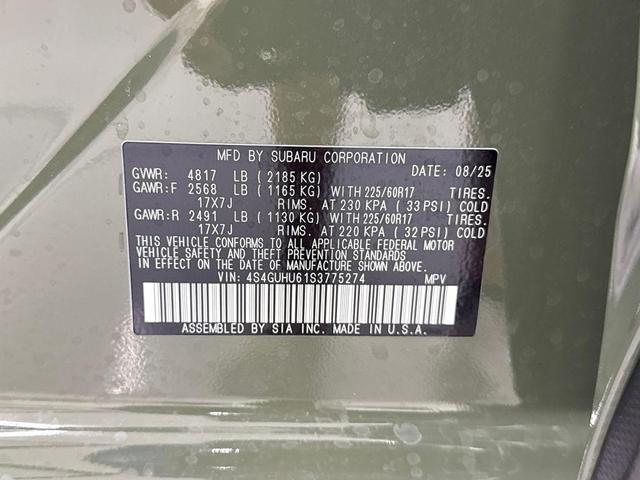 MFD BY SUBARU CORPORATION
GVWR: 4817 LB (2185 KG) DATE: 08/25
GAWR:F 2568 LB (1165 KG) WITH 225/60R17 TIRES.
17X7J RIMS. AT 230 KPA (33 PSI) COLD
GAWR:R 2491 LB (1130 KG) WITH 225/60R17 TIRES.
17X7J RIMS. AT 220 KPA (32 PSI) COLD
THIS VEHICLE CONFORMS TO ALL APPLICABLE FEDERAL MOTOR
VEHICLE SAFETY AND THEFT PREVENTION STANDARDS
IN EFFECT ON THE DATE OF MANUFACTURE SHOWN ABOVE.
VIN: 4S4GUHU61S3775274 MPV
ASSEMBLED BY SIA INC. MADE IN U.S.A.